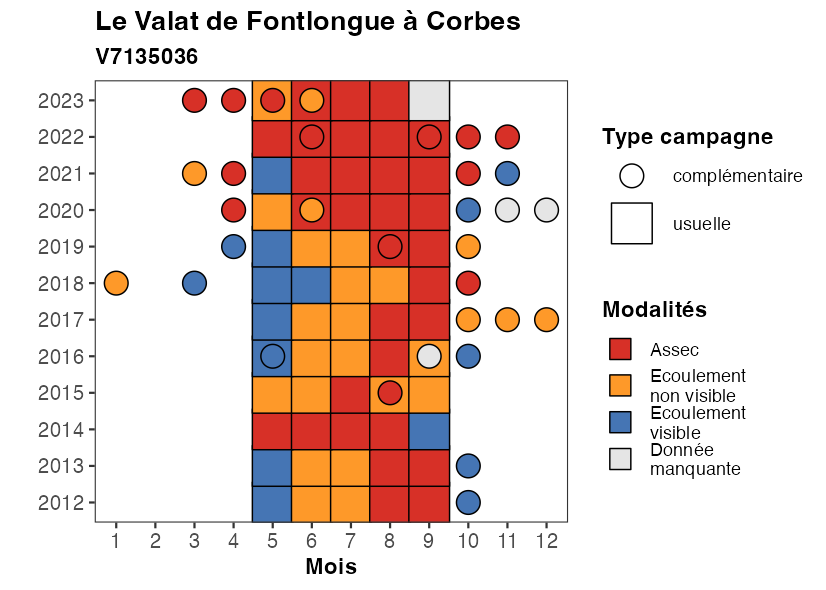 Le Valat de Fontlongue à Corbes
V7135036
2023
2022
2021
2020
2019
2018
2017
2016
2015
2014
2013
2012
1 2 3 4 5 6 7 8 9 10 11 12
Mois
Type campagne
complémentaire
usuelle
Modalités
Assec
Ecoulement
non visible
Ecoulement
visible
Donnée
manquante